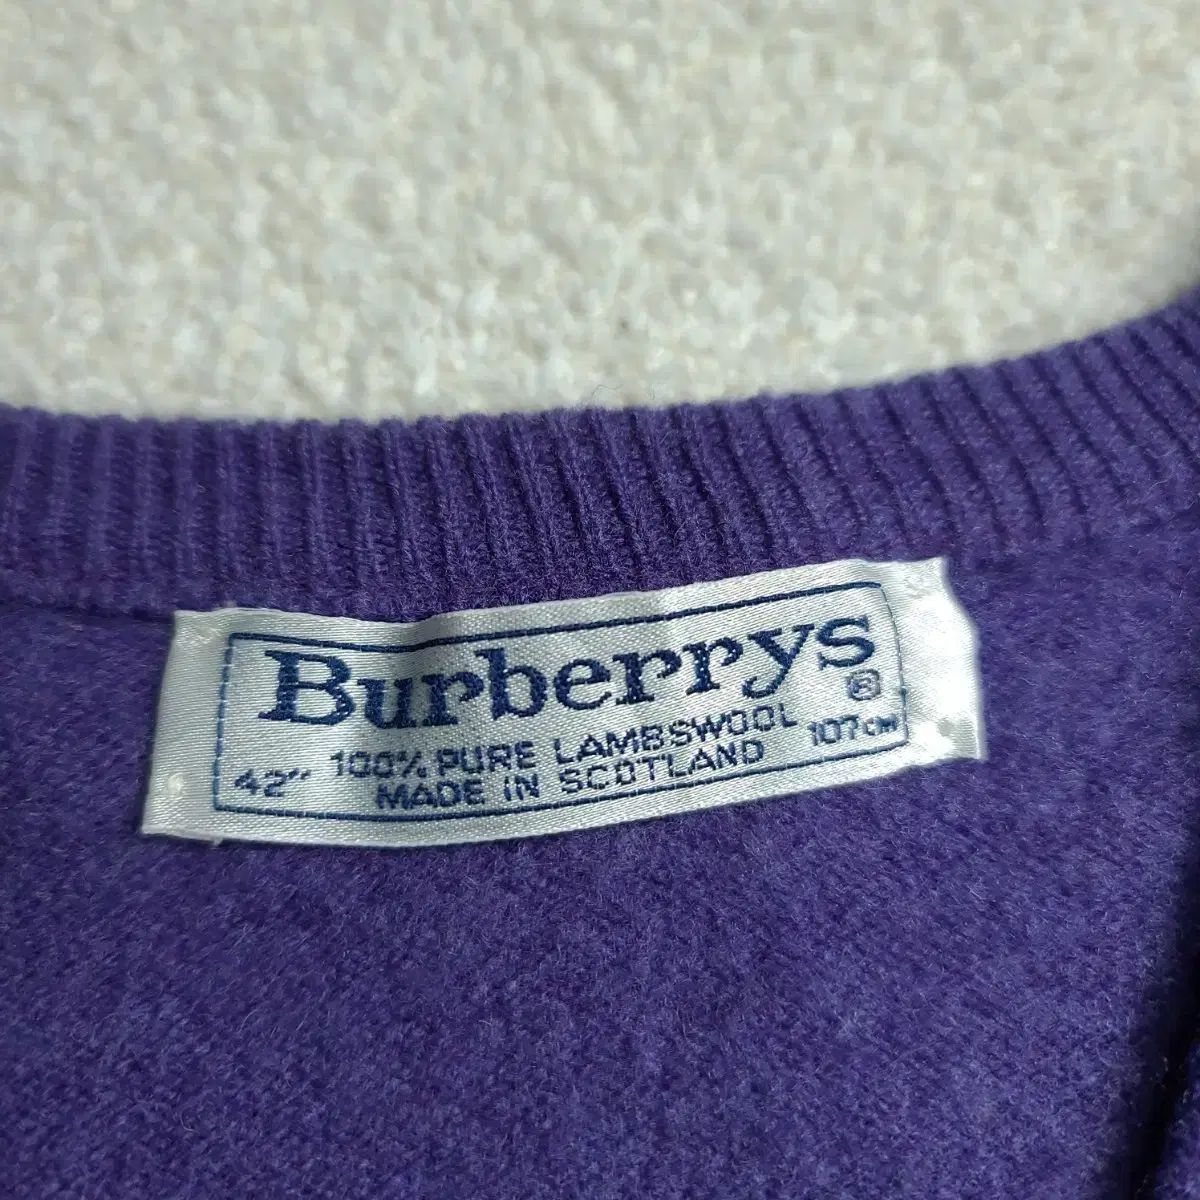 Burberrys ®
100% PURE LAMBSWOOL
42" MADE IN SCOTLAND 107cm